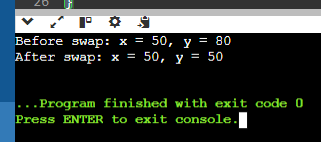 26 }
Before swap: x = 50, y = 80
After swap: x = 50, y = 50
...Program finished with exit code 0
Press ENTER to exit console.